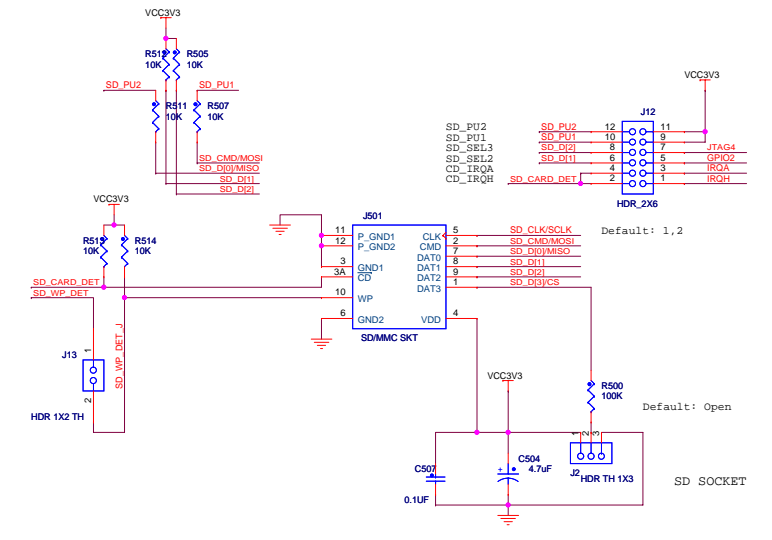 VCC3V3
R512 R505
10K 10K
SD_PU2 SD_PU1
R511 R507
10K 10K
SD_CMD/MOSI
SD_D[0]/MISO
SD_D[1]
SD_D[2]
VCC3V3
J12
SD_PU2 SD_PU2 12 11
SD_PU1 SD_PU1 10 9
SD_SEL3 SD_D[2] 8 7 JTAG4
SD_SEL2 SD_D[1] 6 5 GPIO2
CD_IRQA 4 3 IRQA
CD_IRQH SD_CARD_DET 2 1 IRQH
HDR_2X6
Default: 1,2
VCC3V3
R513 R514
10K 10K
SD_CARD_DET
SD_WP_DET
J13
1
2
HDR 1X2 TH
SD_WP_DET_J
J501
11 P_GND1 CLK 5 SD_CLK/SCLK
12 P_GND2 CMD 2 SD_CMD/MOSI
DAT0 7 SD_D[0]/MISO
3 GND1 DAT1 8 SD_D[1]
3A CD DAT2 9 SD_D[2]
DAT3 1 SD_D[3]/CS
10 WP
6 GND2 VDD 4
SD/MMC SKT
VCC3V3
R500
100K
Default: Open
1 2 3
J2 HDR TH 1X3
C507
0.1UF
C504
4.7uF
+
SD SOCKET